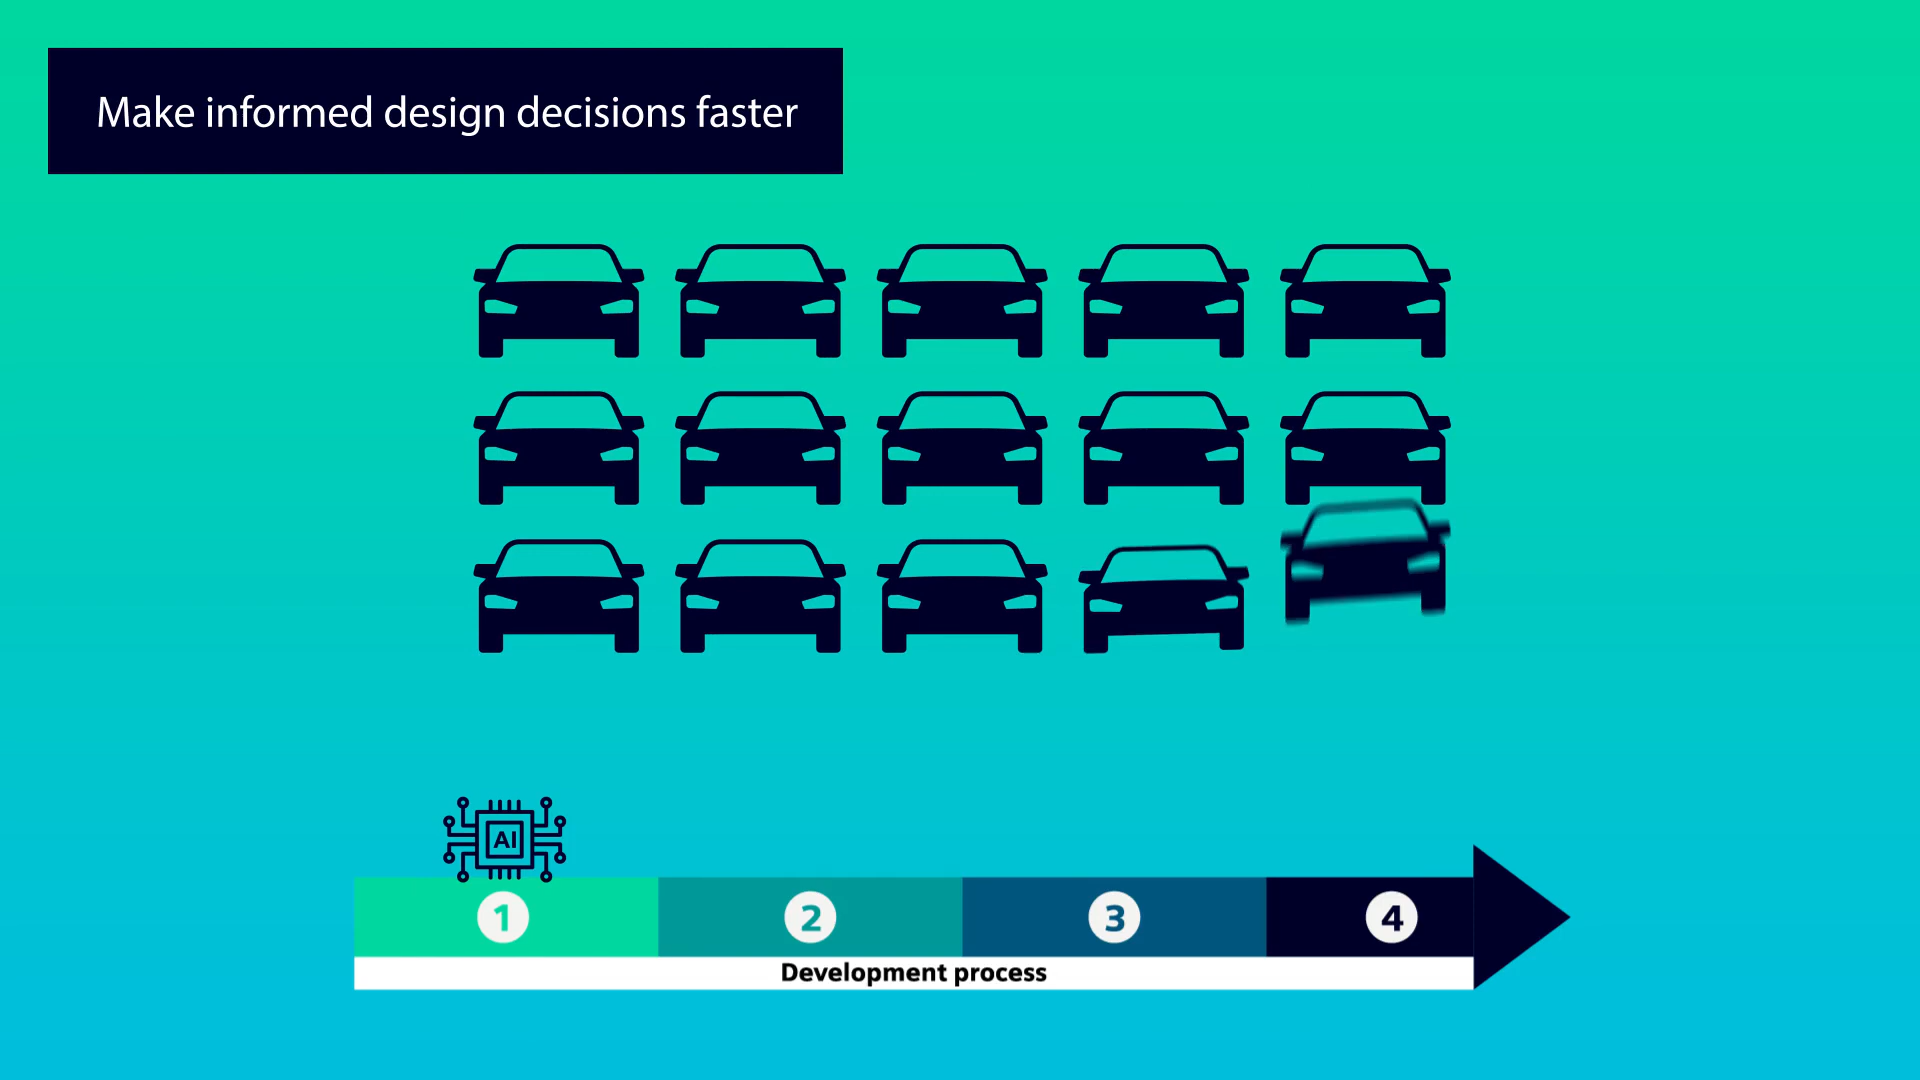 Make informed design decisions faster
AI
1 2 3 4
Development process